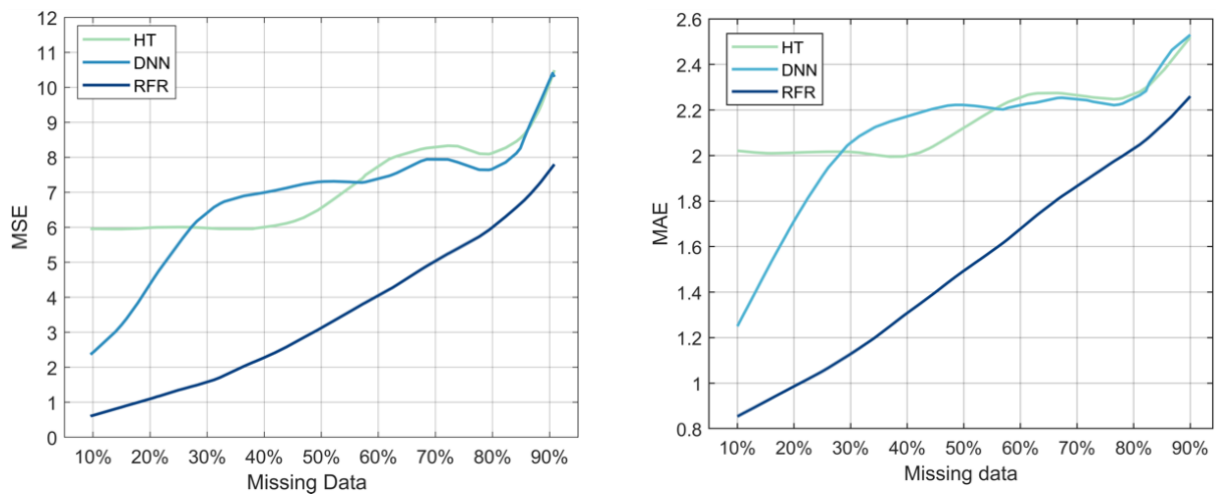 12
11
10
9
8
7
6
5
4
3
2
1
0
MSE
HT
DNN
RFR
10% 20% 30% 40% 50% 60% 70% 80% 90%
Missing Data
2.6
2.4
2.2
2
1.8
1.6
1.4
1.2
1
0.8
MAE
HT
DNN
RFR
10% 20% 30% 40% 50% 60% 70% 80% 90%
Missing data